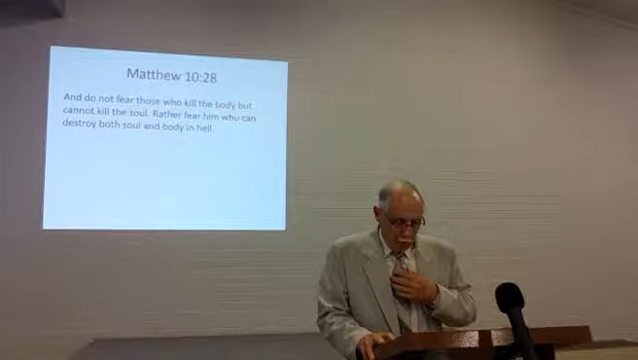 Matthew 10:28
And do not fear those who kill the body but
cannot kill the soul. Rather fear him who can
destroy both soul and body in hell.